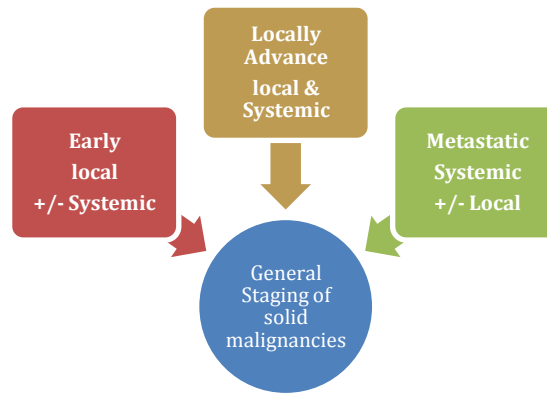 Locally
Advance
local &
Systemic
Early
local
+/- Systemic
Metastatic
Systemic
+/- Local
General
Staging of
solid
malignancies